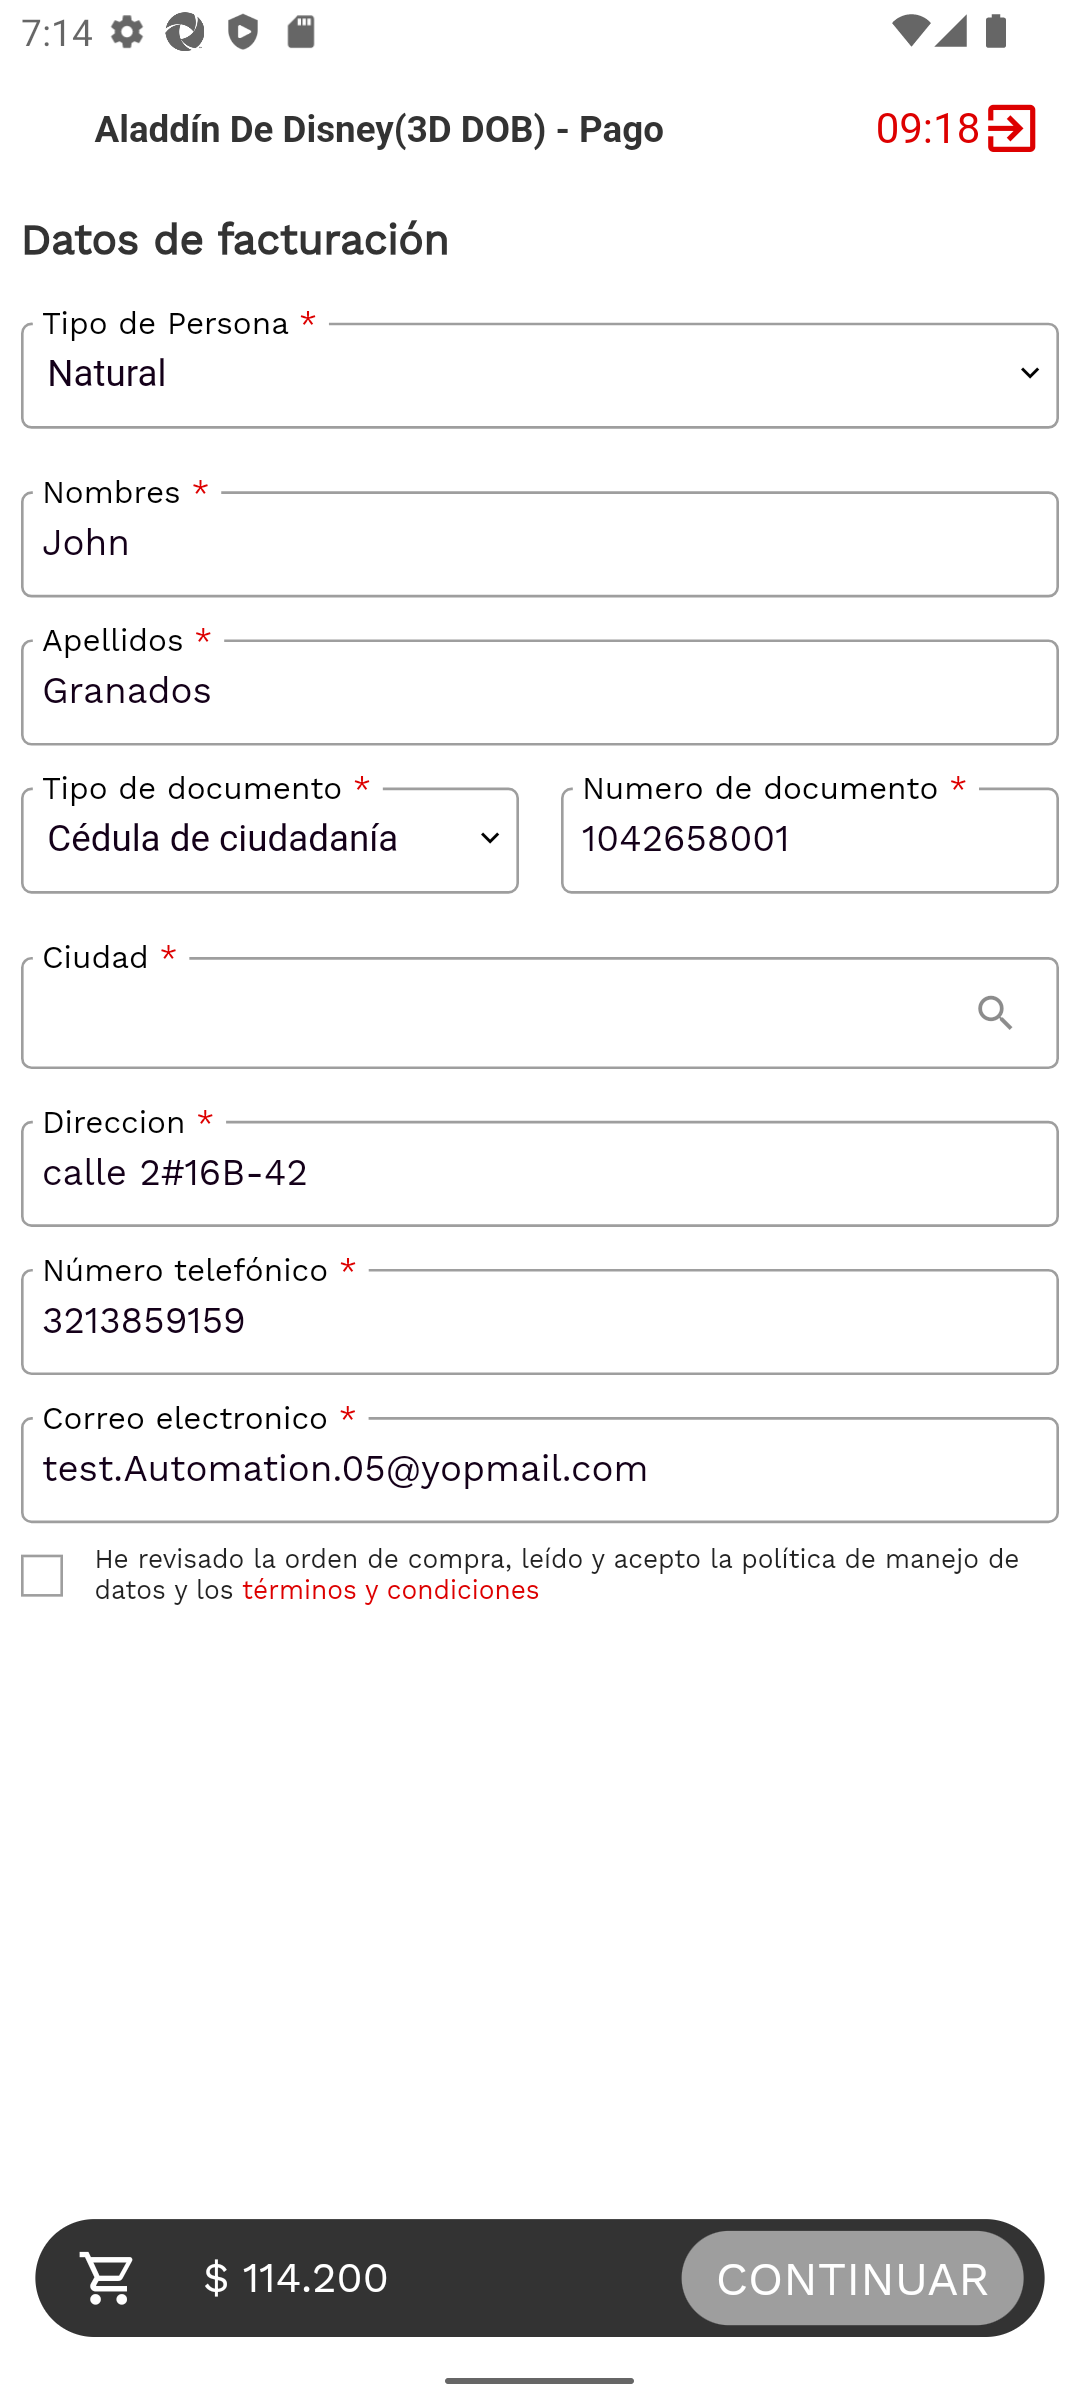 7:14
Aladdín De Disney(3D DOB) - Pago
09:18
Datos de facturación
Tipo de Persona *
Natural
Nombres *
John
Apellidos *
Granados
Tipo de documento *
Cédula de ciudadanía
Numero de documento *
1042658001
Ciudad *
Direccion *
calle 2#16B-42
Número telefónico *
3213859159
Correo electronico *
test.Automation.05@yopmail.com
He revisado la orden de compra, leído y acepto la política de manejo de
datos y los términos y condiciones
$ 114.200
CONTINUAR